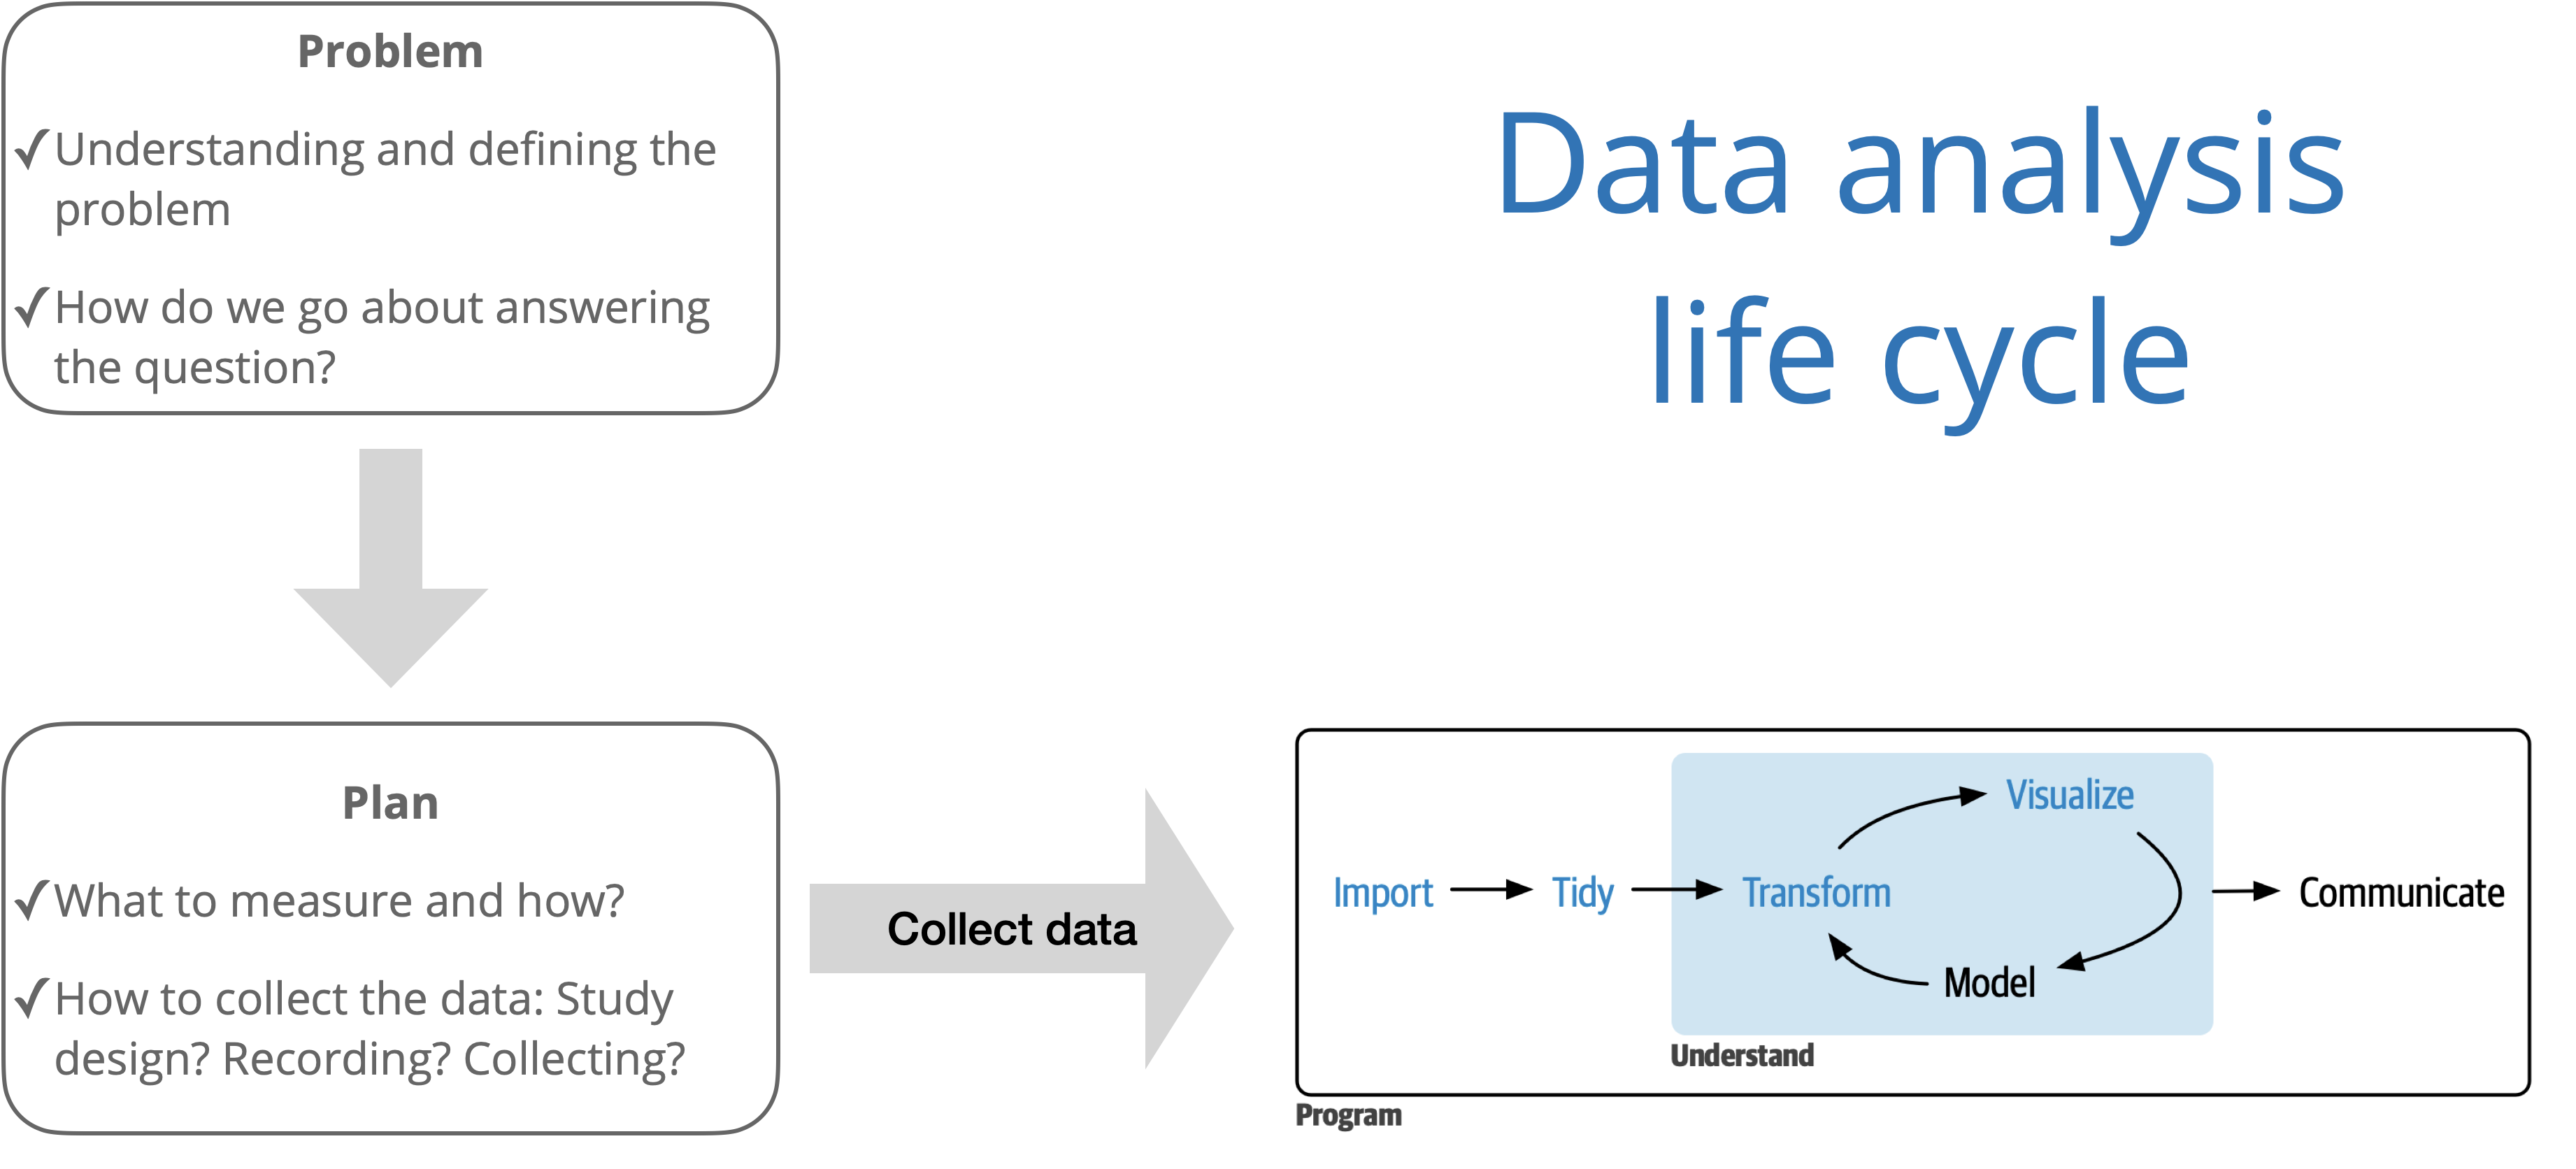 Problem
✓Understanding and defining the
problem
✓How do we go about answering
the question?
Data analysis
life cycle
Plan
✓What to measure and how?
✓How to collect the data: Study
design? Recording? Collecting?
Collect data
Import
Tidy
Transform
Visualize
Model
Communicate
Understand
Program